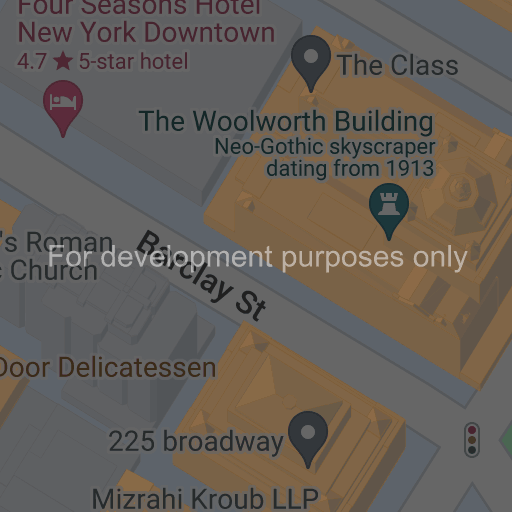 Four Seasons Hotel
New York Downtown
4.7 ★ 5-star hotel
The Class
The Woolworth Building
Neo-Gothic skyscraper
dating from 1913
's Roman
c Church
For development purposes only
Barclay St
Door Delicatessen
225 broadway
Mizrahi Kroub LLP